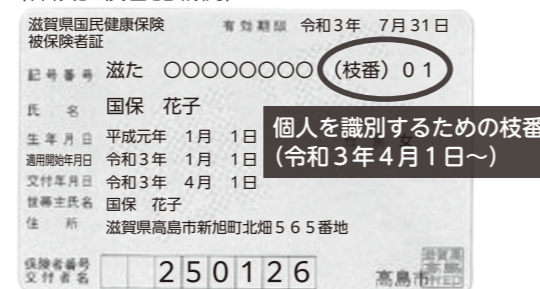 滋賀県国民健康保険
被保険者証
有効期限 令和3年 7月31日
記号番号 滋た 〇〇〇〇〇〇〇〇 (枝番) 01
氏 名 国保 花子
個人を識別するための枝番
(令和3年4月1日~)
生年月日 平成元年 1月 1日
適用開始年月日 令和3年 1月 1日
交付年月日 令和3年 4月 1日
世帯主氏名 国保 花子
住 所 滋賀県高島市新旭町北畑565番地
保険者番号 250126
交付者名 高島市